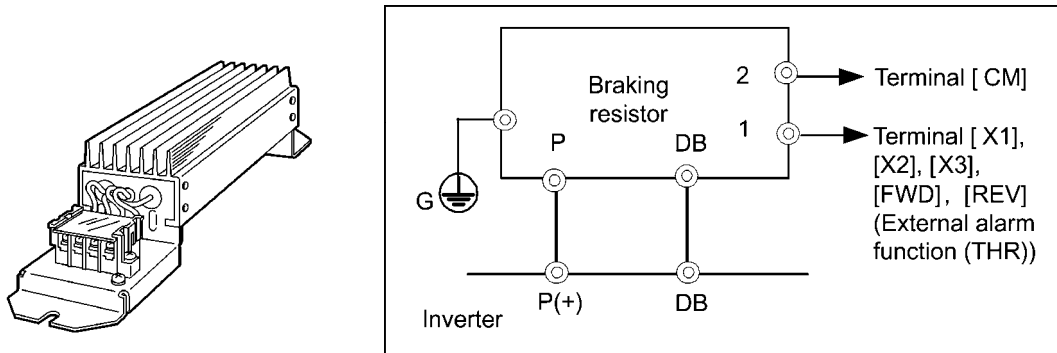 Braking
resistor
2
Terminal [ CM]
1
Terminal [ X1],
[X2], [X3],
[FWD], [REV]
(External alarm
function (THR))
P
DB
G
P(+)
DB
Inverter